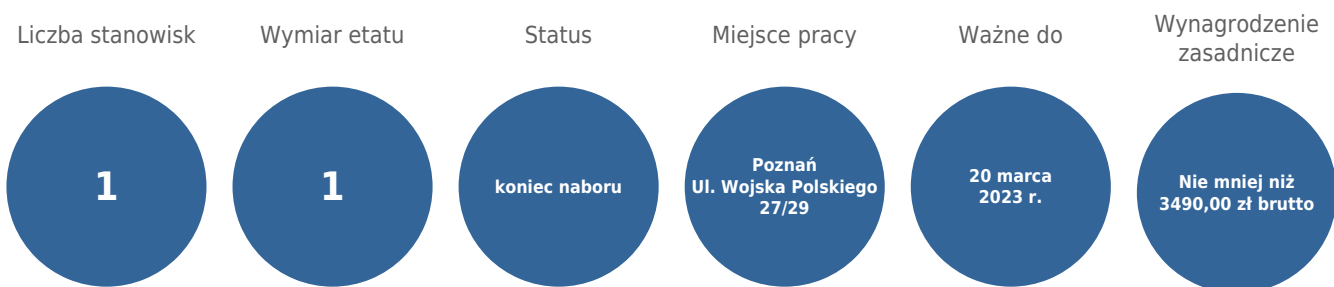 Liczba stanowisk
1
Wymiar etatu
1
Status
koniec naboru
Miejsce pracy
Poznań
Ul. Wojska Polskiego
27/29
Ważne do
20 marca
2023 r.
Wynagrodzenie
zasadnicze
Nie mniej niż
3490,00 zł brutto